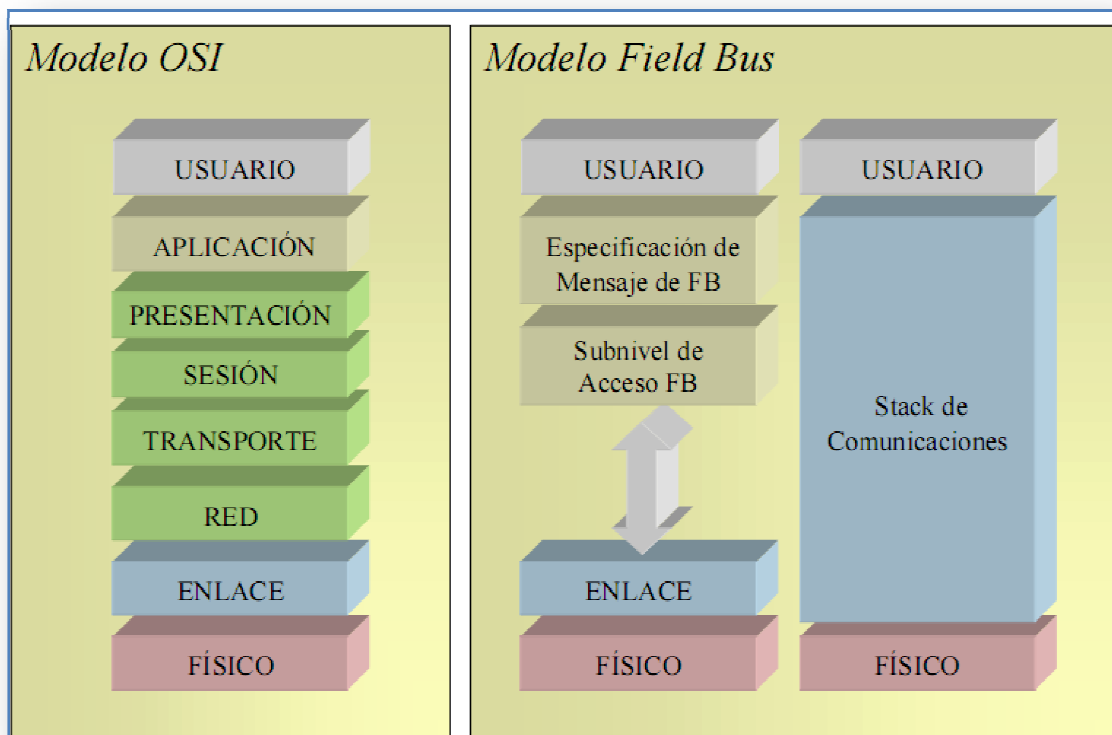 Modelo OSI
USUARIO
APLICACIÓN
PRESENTACIÓN
SESIÓN
TRANSPORTE
RED
ENLACE
FÍSICO
Modelo Field Bus
USUARIO
Especificación de
Mensaje de FB
Subnivel de
Acceso FB
ENLACE
FÍSICO
USUARIO
Stack de
Comunicaciones
FÍSICO